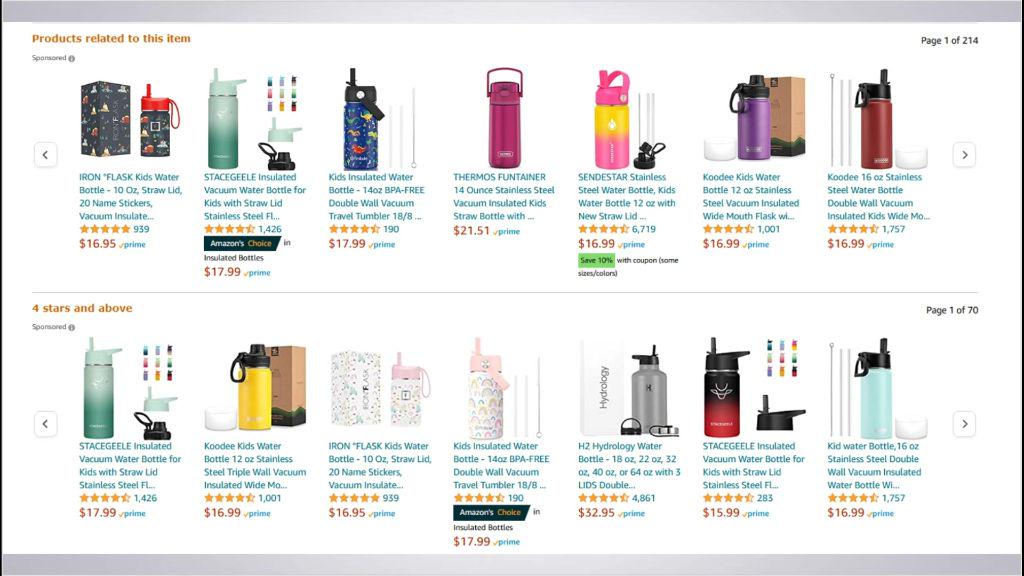 Products related to this item
Page 1 of 214
Sponsored
IRON °FLASK Kids Water
Bottle - 10 Oz, Straw Lid,
20 Name Stickers,
Vacuum Insulate...
939
$16.95 prime
STACEGEELE Insulated
Vacuum Water Bottle for
Kids with Straw Lid
Stainless Steel Fl...
1,426
Amazon's Choice in
Insulated Bottles
$17.99 prime
Kids Insulated Water
Bottle - 14oz BPA-FREE
Double Wall Vacuum
Travel Tumbler 18/8 ...
190
$17.99 prime
THERMOS FUNTAINER
14 Ounce Stainless Steel
Vacuum Insulated Kids
Straw Bottle with ...
$21.51 prime
SENDESTAR Stainless
Steel Water Bottle, Kids
Water Bottle 12 oz with
New Straw Lid ...
6,719
$16.99 prime
Save 10% with coupon (some
sizes/colors)
Koodee Kids Water
Bottle 12 oz Stainless
Steel Vacuum Insulated
Wide Mouth Flask wi...
1,001
$16.99 prime
Koodee 16 oz Stainless
Steel Water Bottle
Double Wall Vacuum
Insulated Kids Wide Mo...
1,757
$16.99 prime
4 stars and above
Page 1 of 70
Sponsored
STACEGEELE Insulated
Vacuum Water Bottle for
Kids with Straw Lid
Stainless Steel Fl...
1,426
$17.99 prime
Koodee Kids Water
Bottle 12 oz Stainless
Steel Triple Wall Vacuum
Insulated Wide Mo...
1,001
$16.99 prime
IRON °FLASK Kids Water
Bottle - 10 Oz, Straw Lid,
20 Name Stickers,
Vacuum Insulate...
939
$16.95 prime
Kids Insulated Water
Bottle - 14oz BPA-FREE
Double Wall Vacuum
Travel Tumbler 18/8 ...
190
Amazon's Choice in
Insulated Bottles
$17.99 prime
Hydrology
H2 Hydrology Water
Bottle - 18 oz, 22 oz, 32
oz, 40 oz, or 64 oz with 3
LIDS Double...
4,861
$32.95 prime
STACEGEELE Insulated
Vacuum Water Bottle for
Kids with Straw Lid
Stainless Steel Fl...
283
$15.99 prime
Kid water Bottle,16 oz
Stainless Steel Double
Wall Vacuum Insulated
Water Bottle Wi...
1,757
$16.99 prime